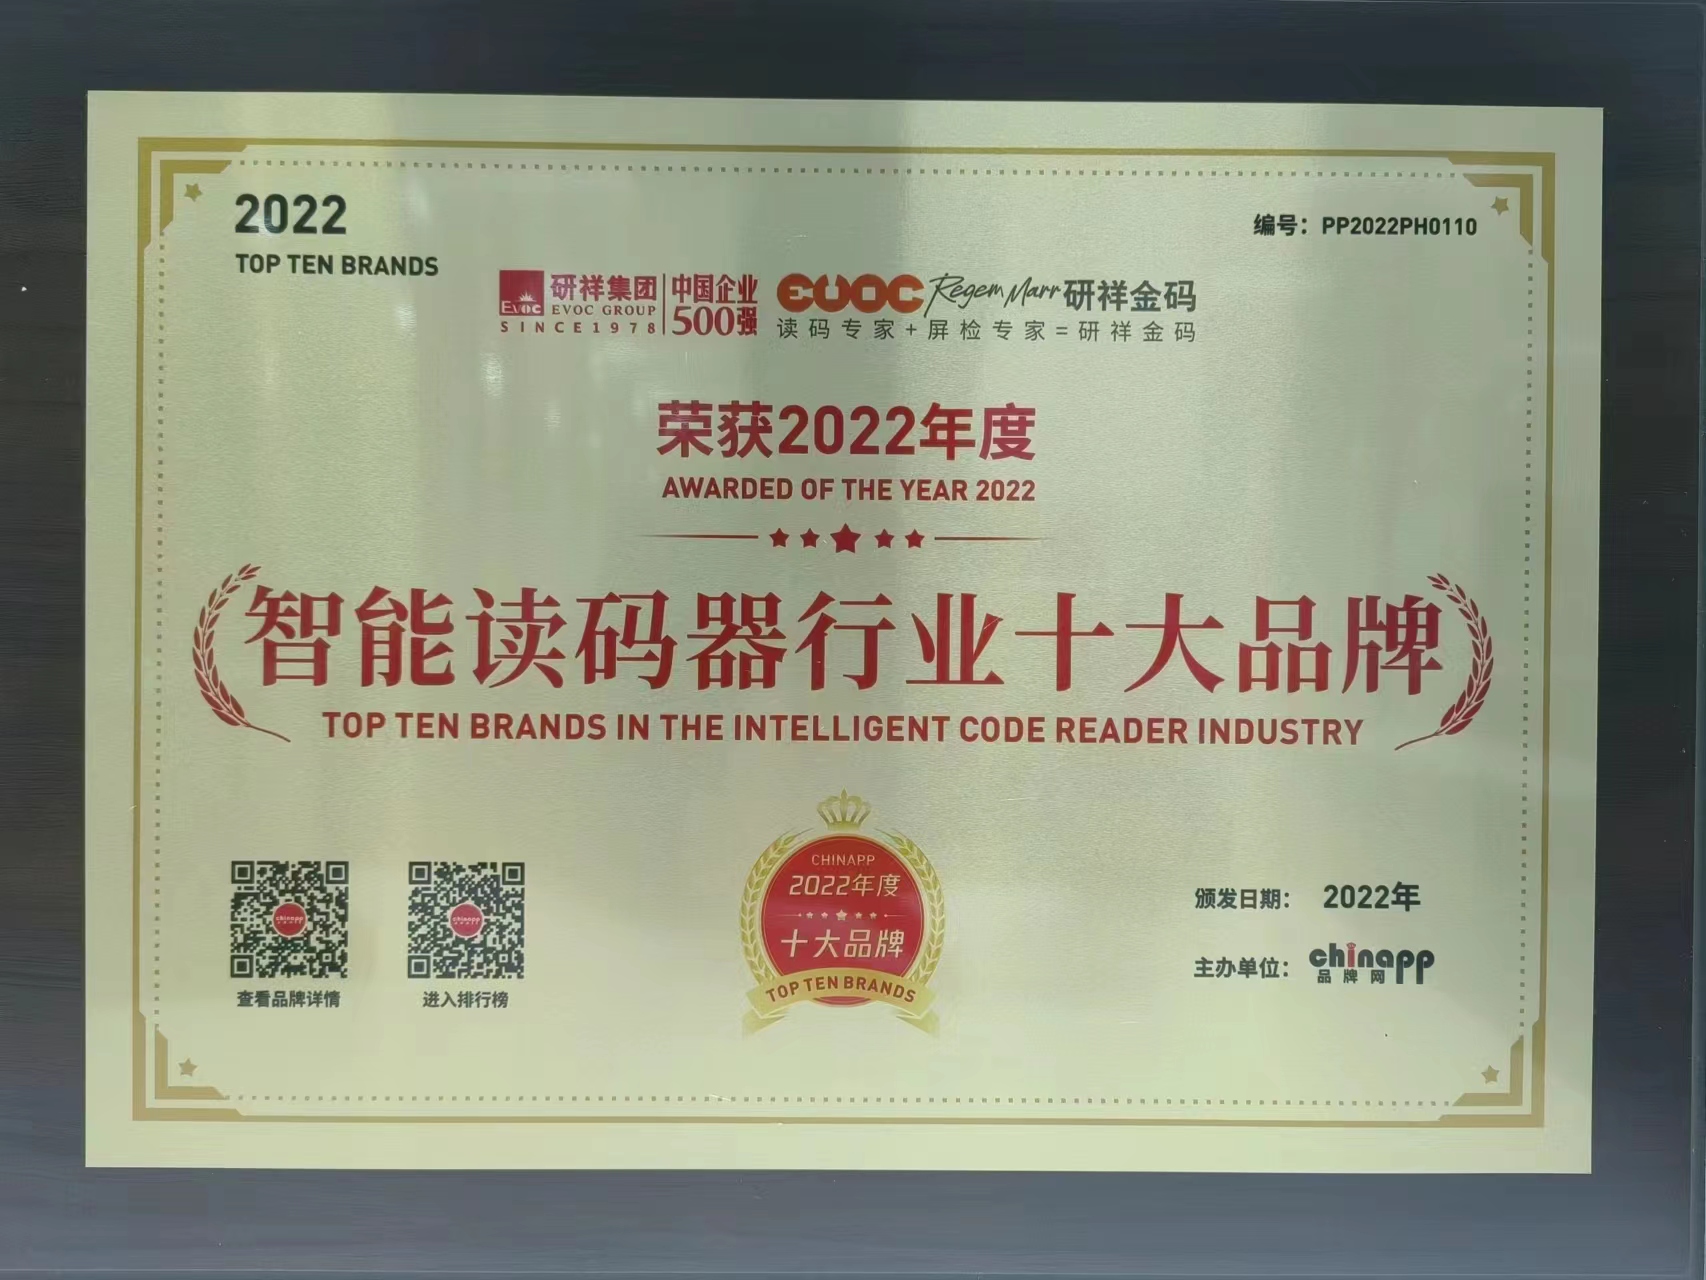 2022
TOP TEN BRANDS
编号：PP2022PH0110
EVOC
研祥集团
EVOC GROUP
SINCE1978
中国企业
500强
EVOC Regem Marr 研祥金码
读码专家+屏检专家=研祥金码
荣获2022年度
AWARDED OF THE YEAR 2022
智能读码器行业十大品牌
TOP TEN BRANDS IN THE INTELLIGENT CODE READER INDUSTRY
chinapp
查看品牌详情
chinapp
进入排行榜
CHINAPP
2022年度
十大品牌
TOP TEN BRANDS
颁发日期： 2022年
主办单位： chinapp
品牌网